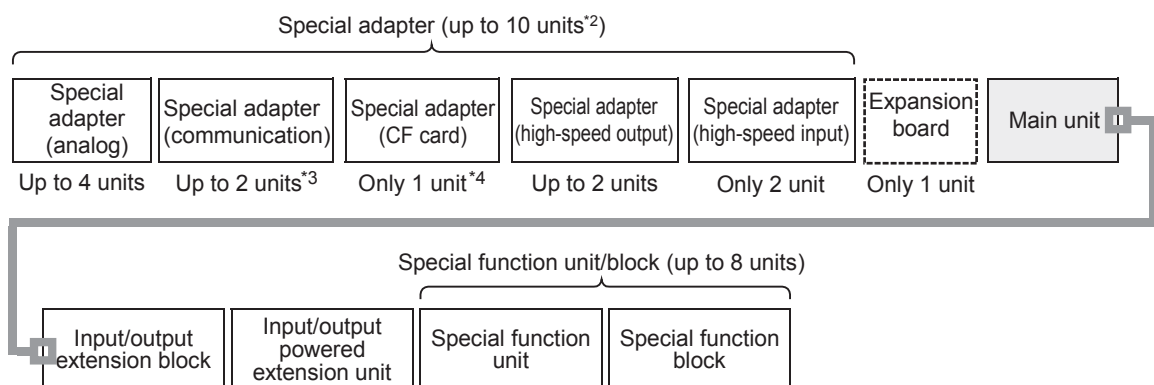 Special adapter (up to 10 units*2)
Special
adapter
(analog)
Special adapter
(communication)
Special adapter
(CF card)
Special adapter
(high-speed output)
Special adapter
(high-speed input)
Expansion
board
Main unit
Up to 4 units
Up to 2 units*3
Only 1 unit*4
Up to 2 units
Only 2 unit
Only 1 unit
Special function unit/block (up to 8 units)
Input/output
extension block
Input/output
powered
extension unit
Special function
unit
Special function
block